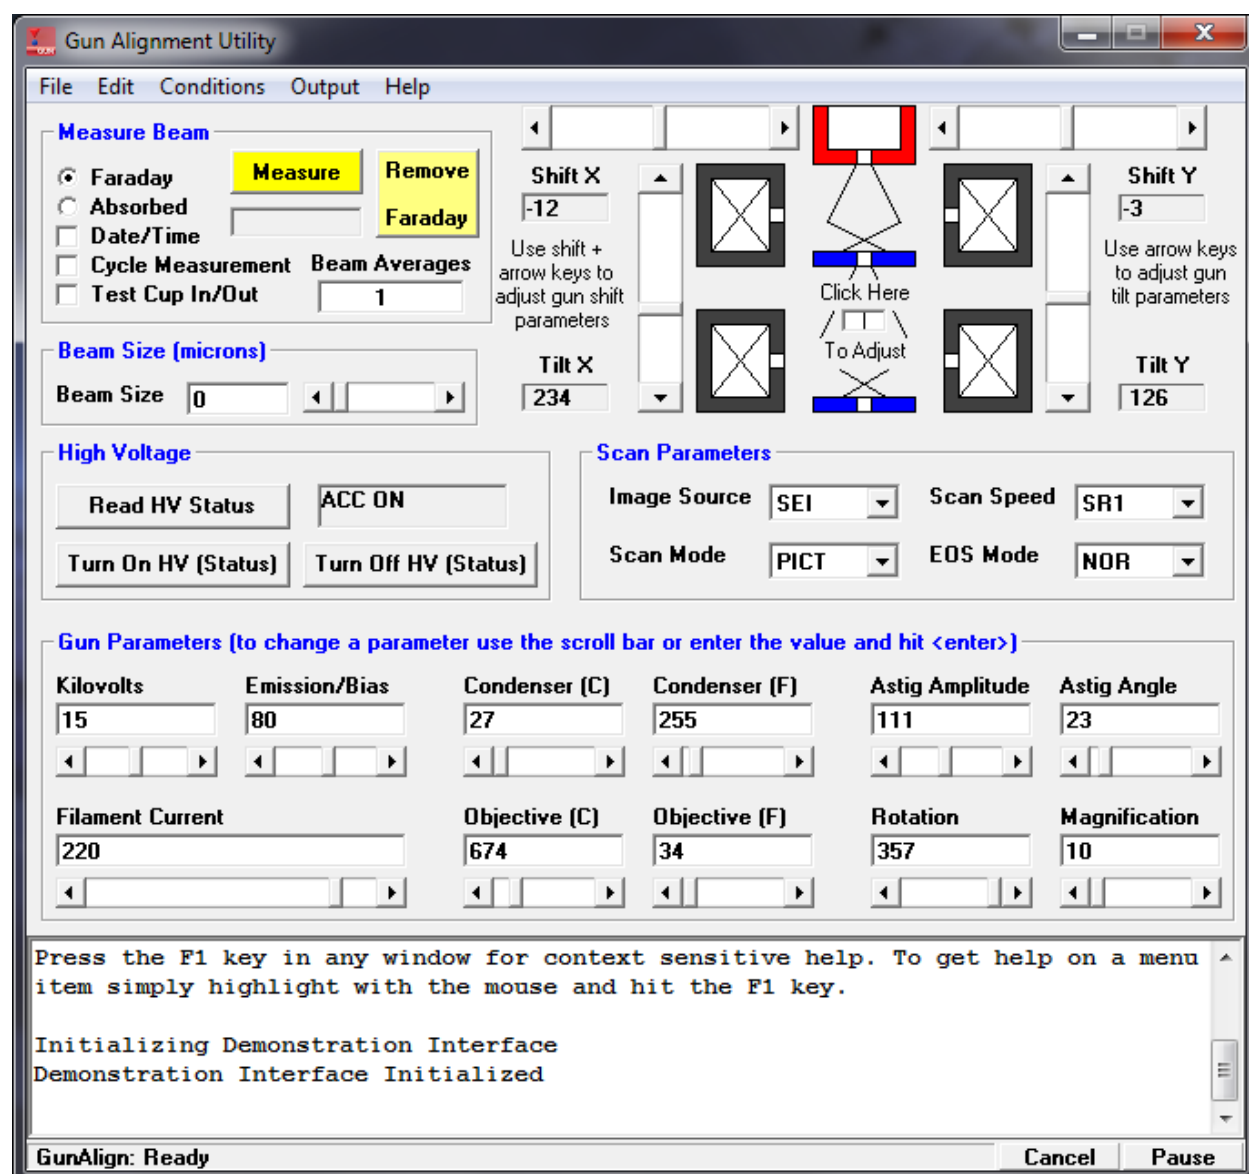 Gun Alignment Utility
File Edit Conditions Output Help
Measure Beam
Faraday
Absorbed
Date/Time
Cycle Measurement
Test Cup In/Out
Measure
Remove
Faraday
Beam Averages
1
Beam Size (microns)
Beam Size 0
Shift X
-12
Use shift +
arrow keys to
adjust gun shift
parameters
Tilt X
234
Click Here
To Adjust
Shift Y
-3
Use arrow keys
to adjust gun
tilt parameters
Tilt Y
126
High Voltage
Read HV Status ACC ON
Turn On HV (Status) Turn Off HV (Status)
Scan Parameters
Image Source SEI Scan Speed SR1
Scan Mode PICT EOS Mode NOR
Gun Parameters (to change a parameter use the scroll bar or enter the value and hit <enter>)
Kilovolts Emission/Bias Condenser (C) Condenser (F) Astig Amplitude Astig Angle
15 80 27 255 111 23
Filament Current Objective (C) Objective (F) Rotation Magnification
220 674 34 357 10
Press the F1 key in any window for context sensitive help. To get help on a menu
item simply highlight with the mouse and hit the F1 key.
Initializing Demonstration Interface
Demonstration Interface Initialized
GunAlign: Ready Cancel Pause